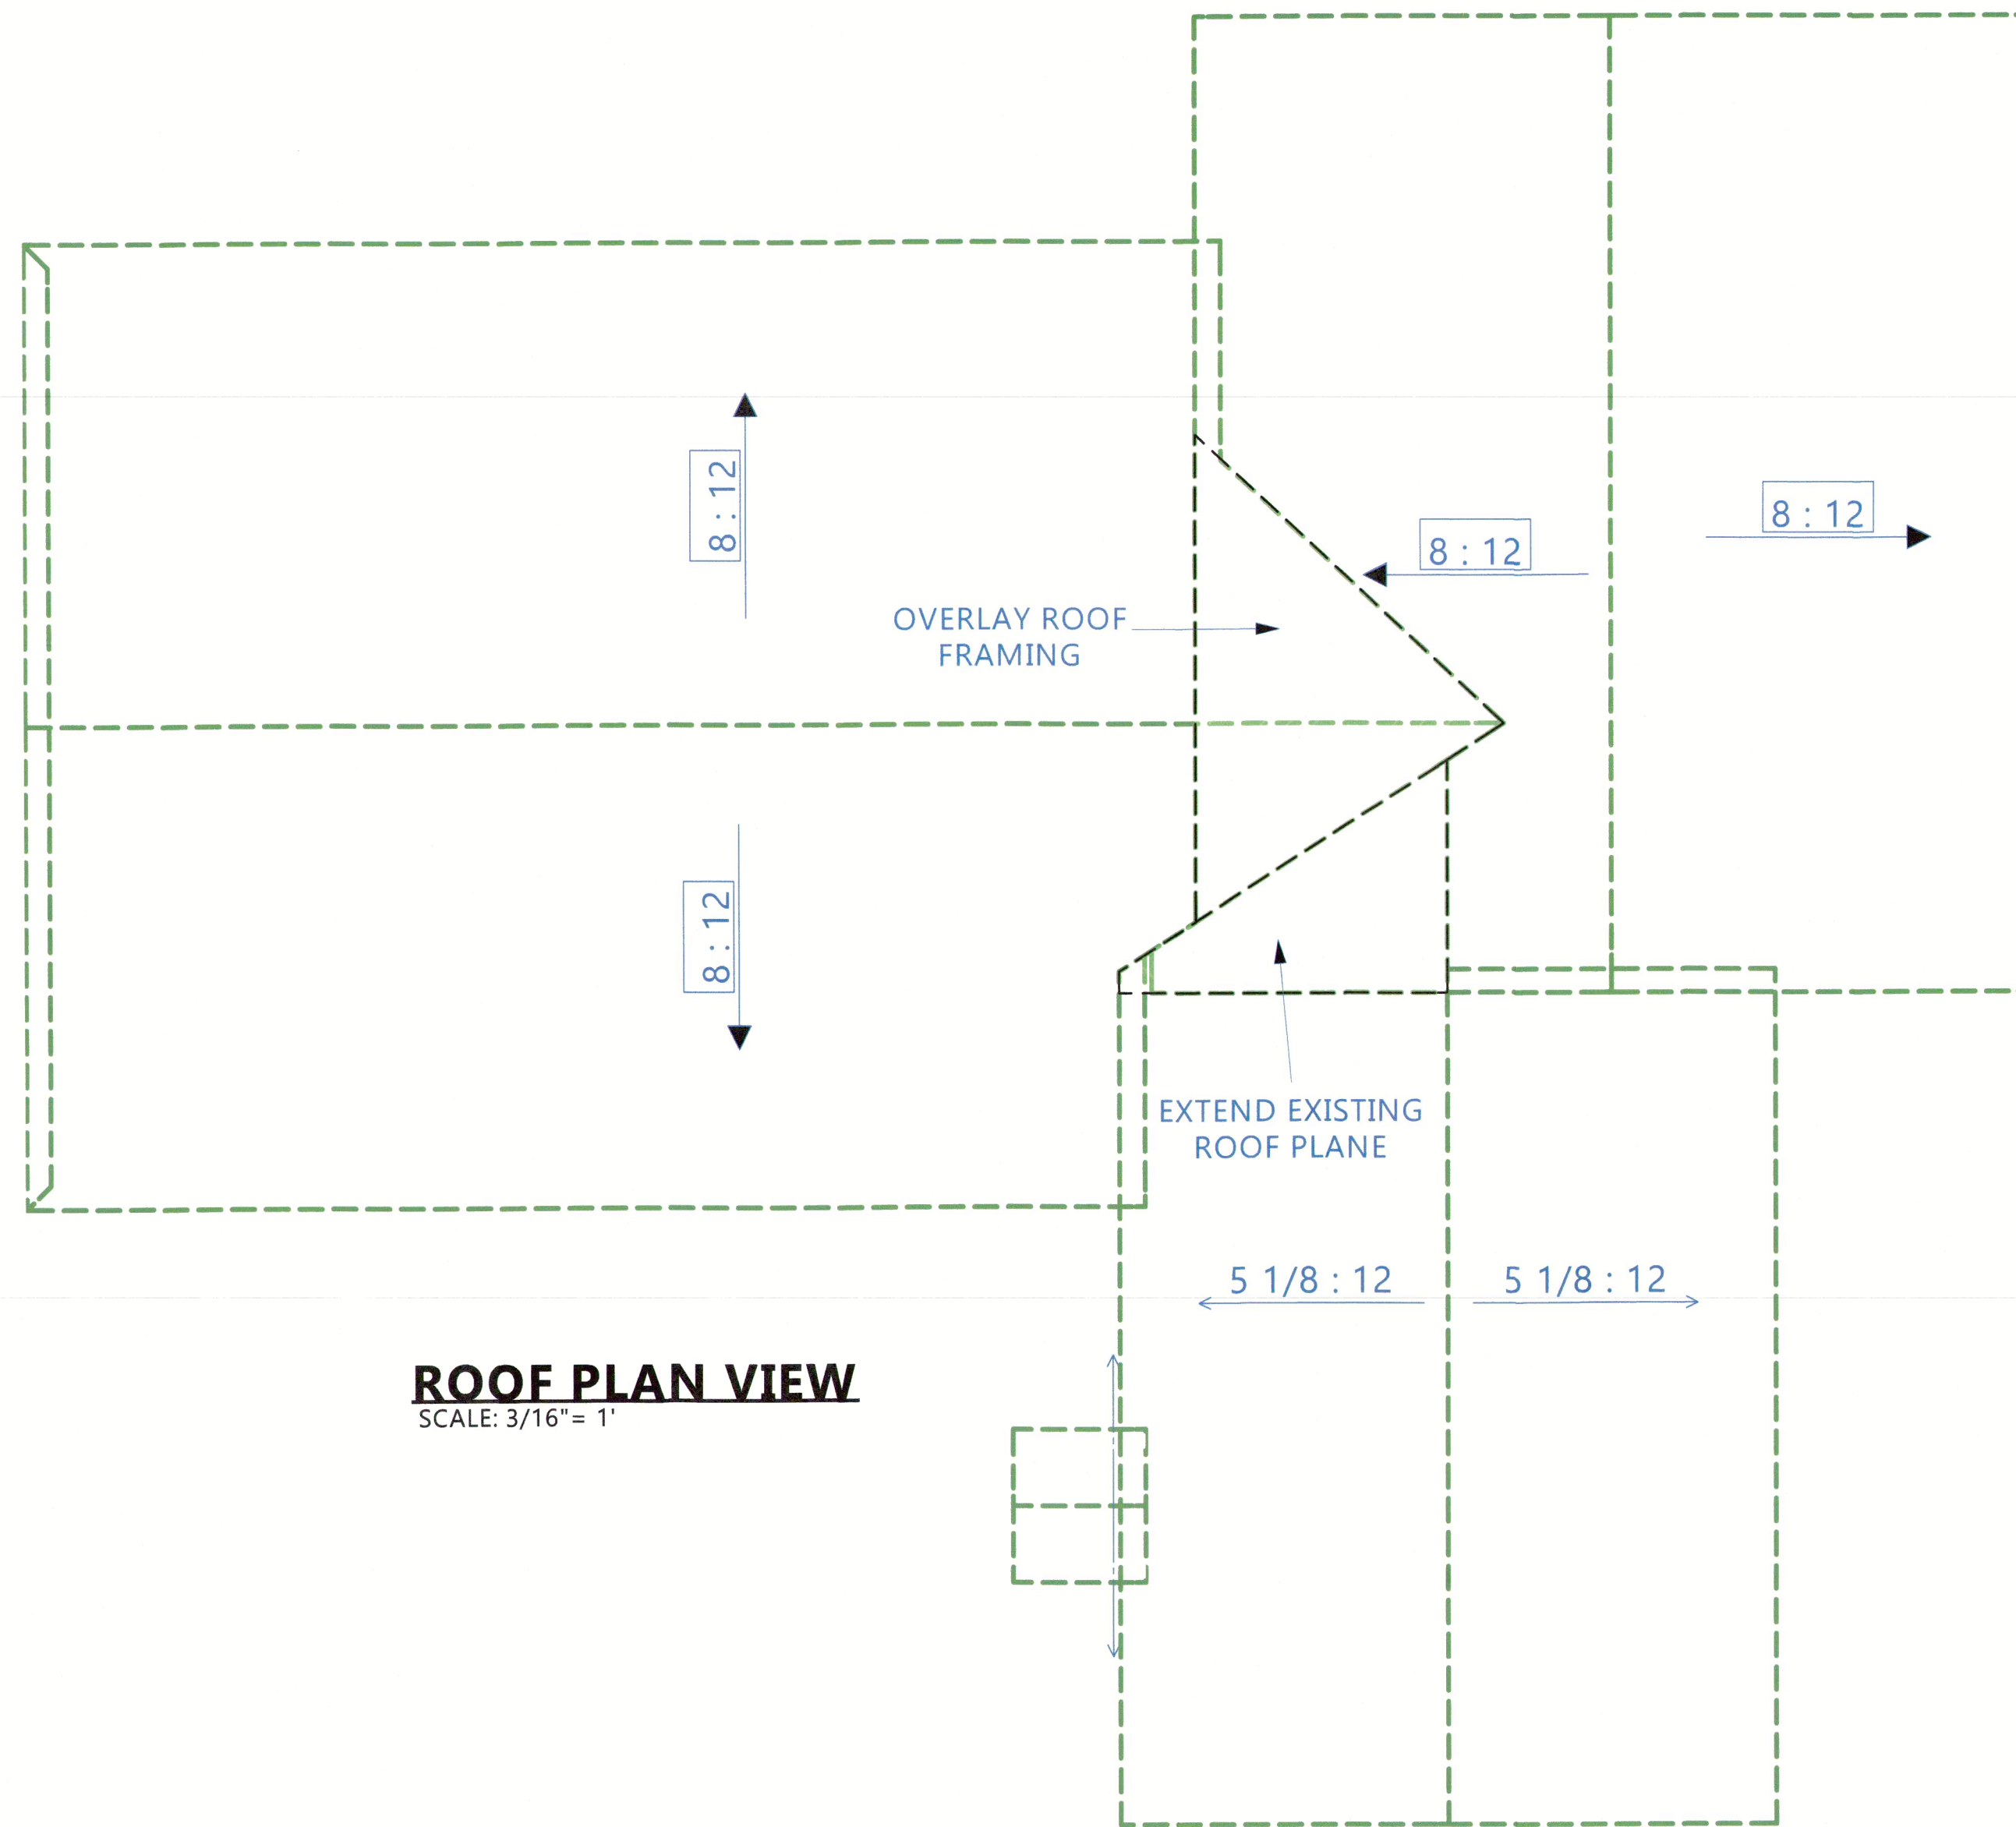 8 : 12
8 : 12
8 : 12
OVERLAY ROOF
FRAMING
8 : 12
EXTEND EXISTING
ROOF PLANE
5 1/8 : 12
5 1/8 : 12
ROOF PLAN VIEW
SCALE: 3/16"= 1'